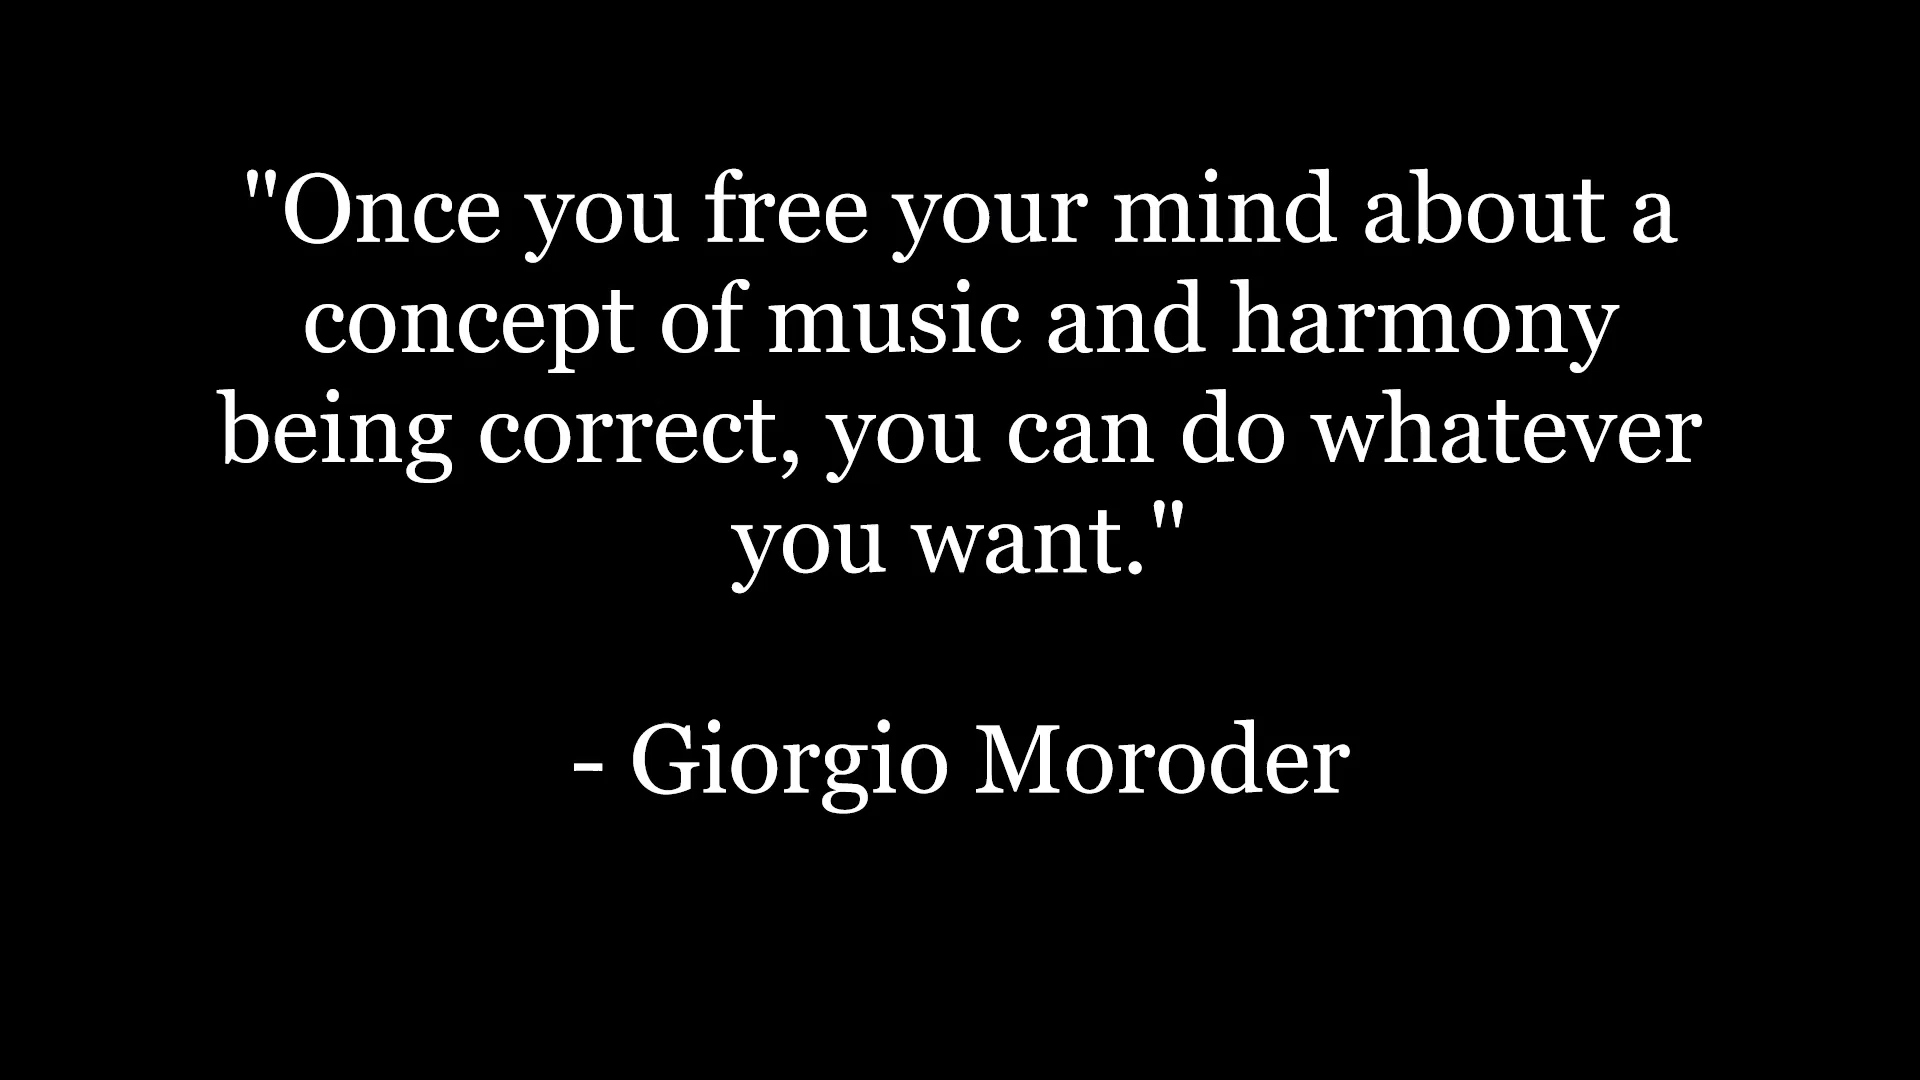 "Once you free your mind about a
concept of music and harmony
being correct, you can do whatever
you want."
- Giorgio Moroder